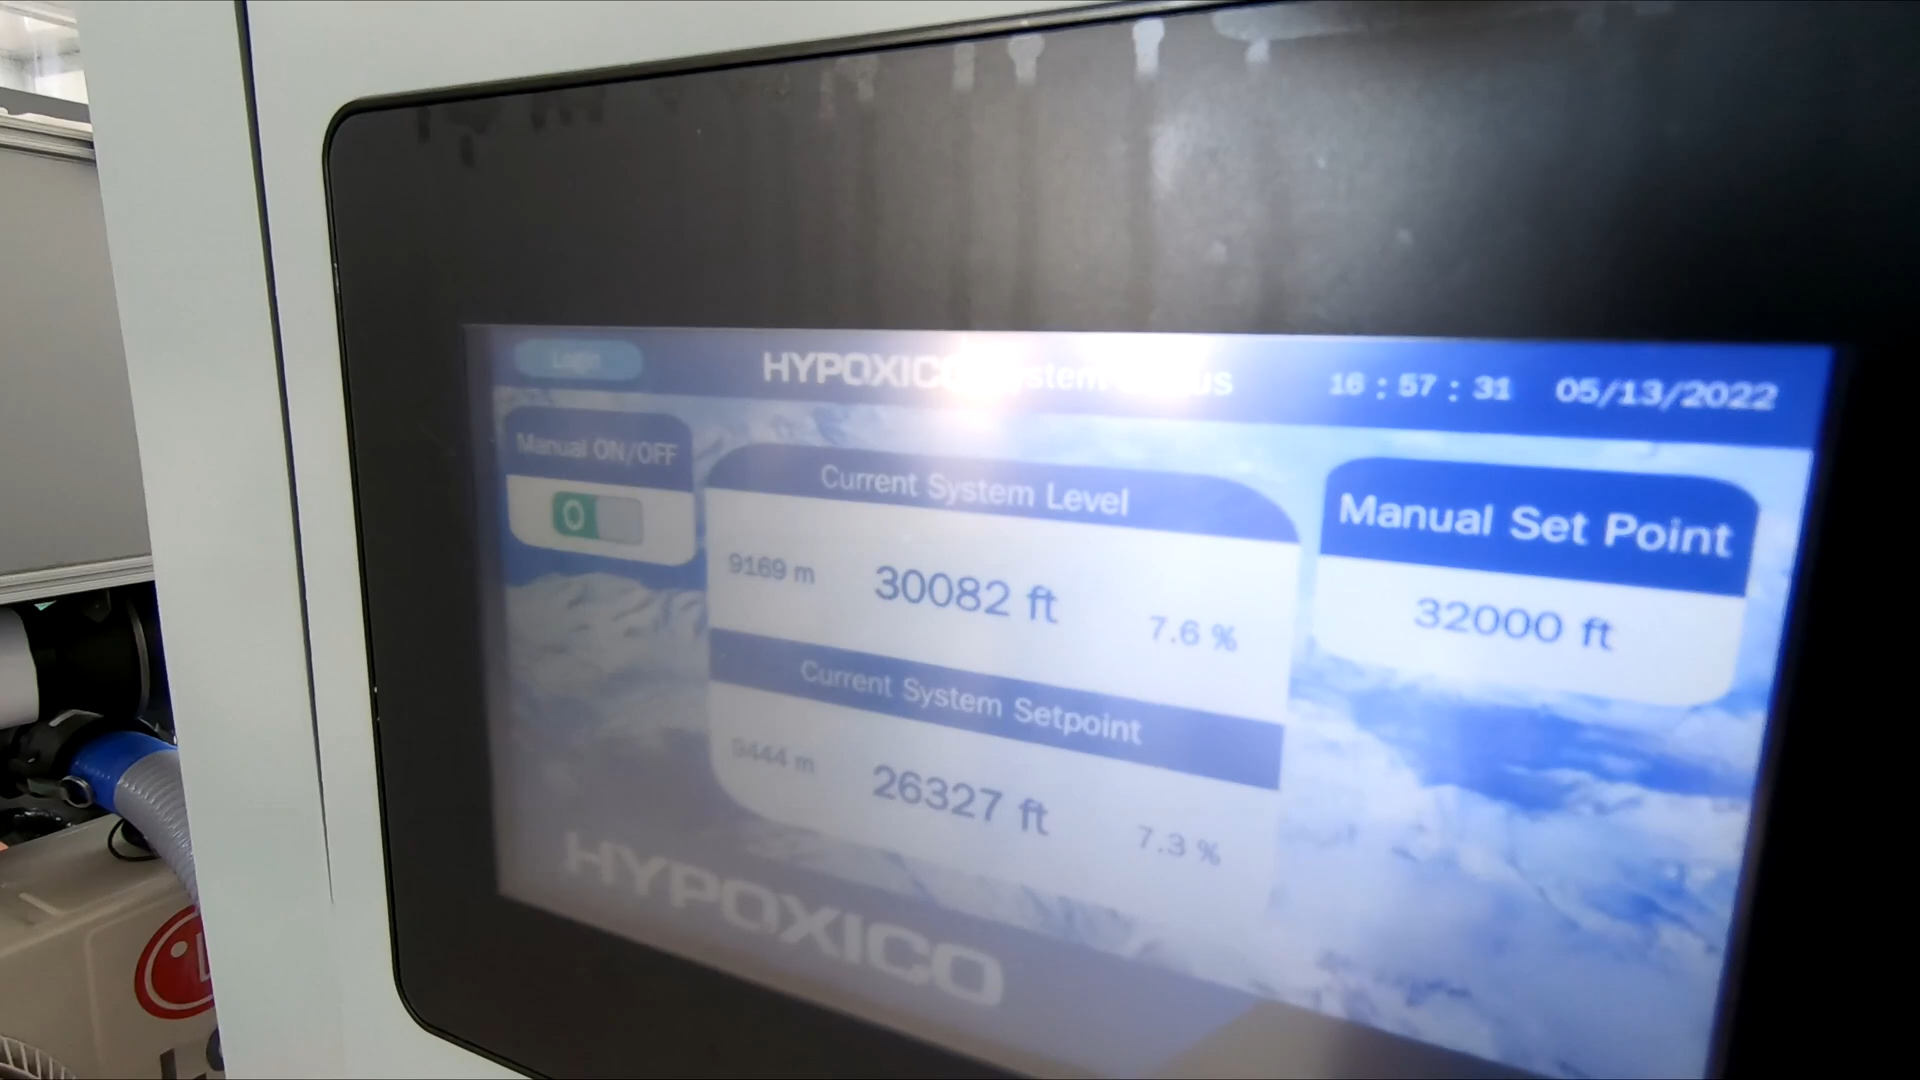 Login
HYPOXICO System Status
16 : 57 : 31 05/13/2022
Manual ON/OFF
O
Current System Level
9169 m 30082 ft 7.6 %
Current System Setpoint
9444 m 26327 ft 7.3 %
Manual Set Point
32000 ft
HYPOXICO
L